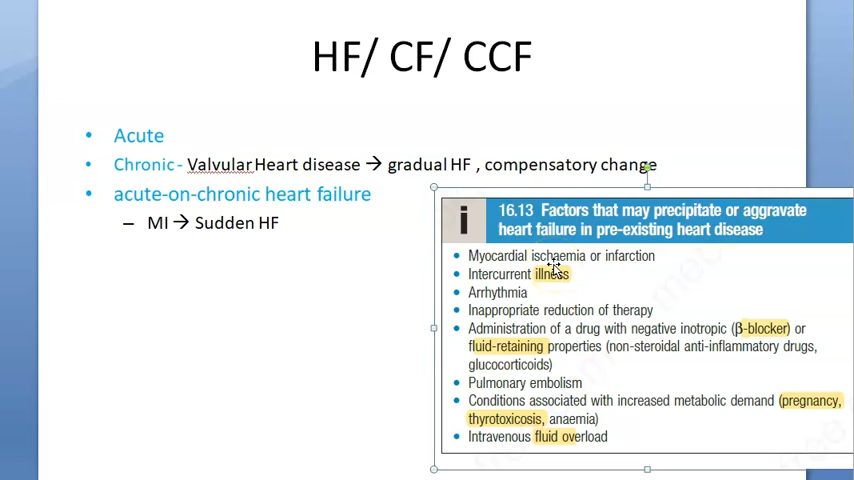 HF/ CF/ CCF
• Acute
• Chronic - Valvular Heart disease → gradual HF , compensatory change
• acute-on-chronic heart failure
– MI → Sudden HF
i 16.13 Factors that may precipitate or aggravate
heart failure in pre-existing heart disease
• Myocardial ischaemia or infarction
• Intercurrent illness
• Arrhythmia
• Inappropriate reduction of therapy
• Administration of a drug with negative inotropic (β-blocker) or
fluid-retaining properties (non-steroidal anti-inflammatory drugs,
glucocorticoids)
• Pulmonary embolism
• Conditions associated with increased metabolic demand (pregnancy,
thyrotoxicosis, anaemia)
• Intravenous fluid overload